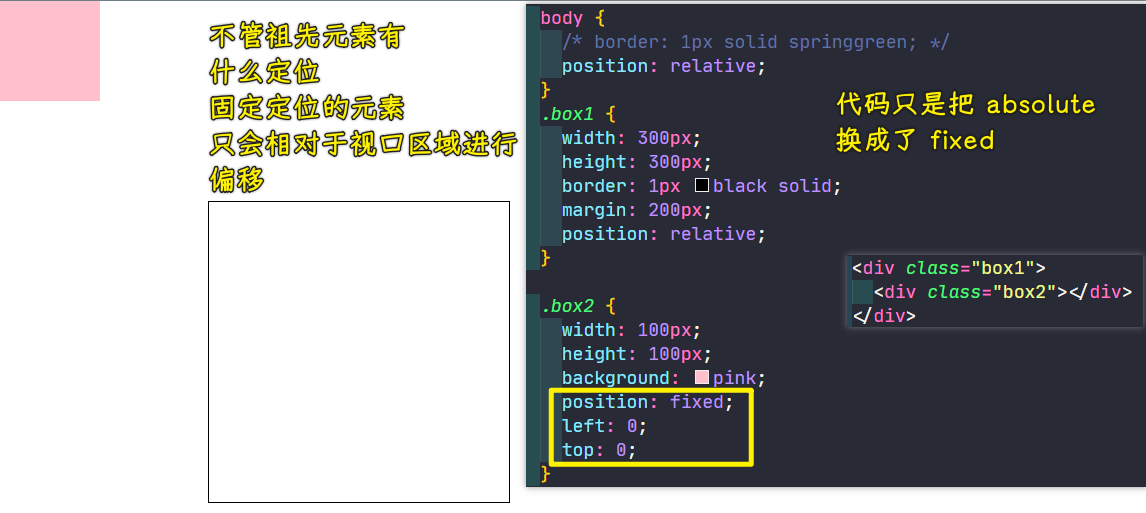 不管祖先元素有
什么定位
固定定位的元素
只会相对于视口区域进行
偏移
body {
/* border: 1px solid springgreen; */
position: relative;
}
.box1 {
width: 300px;
height: 300px;
border: 1px black solid;
margin: 200px;
position: relative;
}
.box2 {
width: 100px;
height: 100px;
background: pink;
position: fixed;
left: 0;
top: 0;
}
代码只是把 absolute
换成了 fixed
<div class="box1">
<div class="box2"></div>
</div>